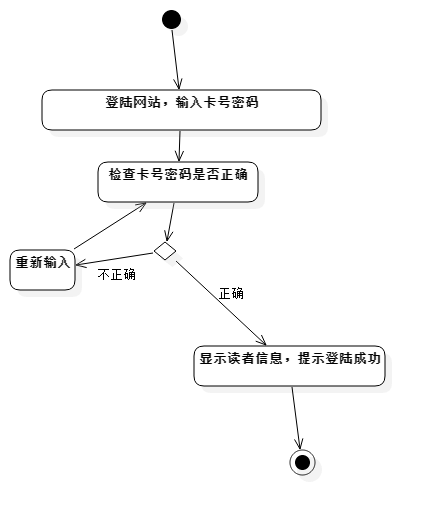 登陆网站，输入卡号密码
检查卡号密码是否正确
重新输入
不正确
正确
显示读者信息，提示登陆成功